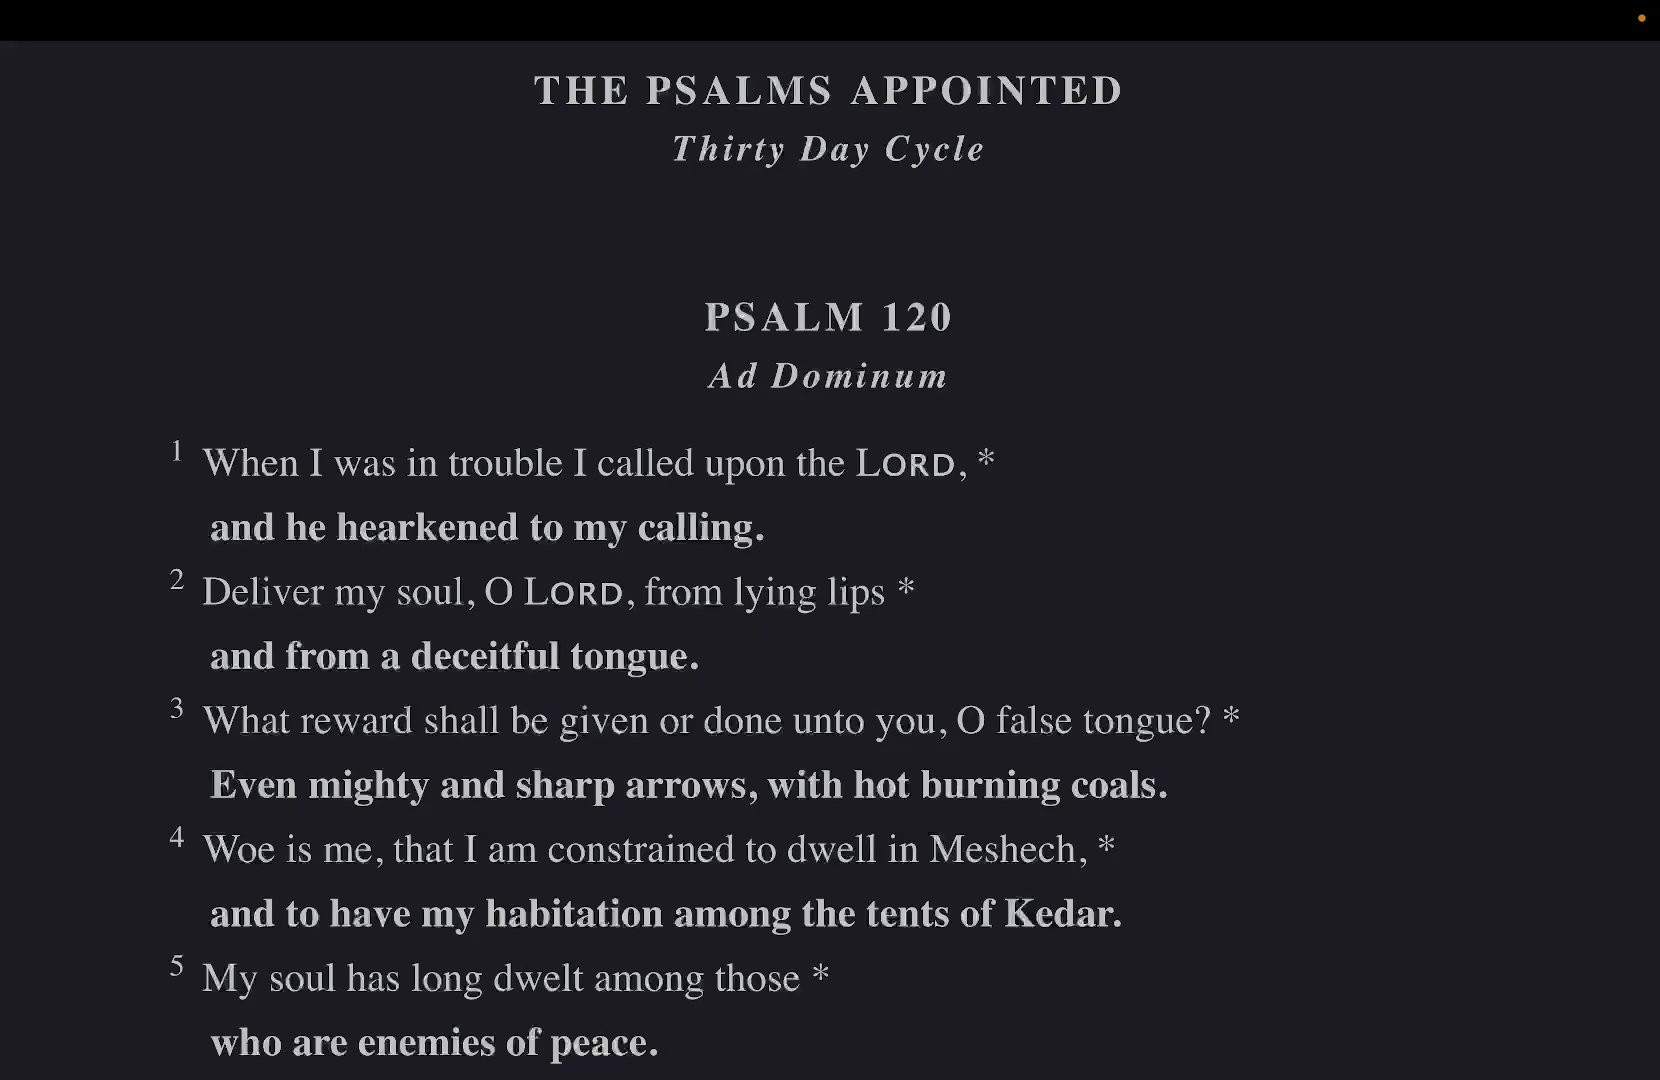 THE PSALMS APPOINTED
Thirty Day Cycle
PSALM 120
Ad Dominum
1 When I was in trouble I called upon the LORD, *
and he hearkened to my calling.
2 Deliver my soul, O LORD, from lying lips *
and from a deceitful tongue.
3 What reward shall be given or done unto you, O false tongue? *
Even mighty and sharp arrows, with hot burning coals.
4 Woe is me, that I am constrained to dwell in Meshech, *
and to have my habitation among the tents of Kedar.
5 My soul has long dwelt among those *
who are enemies of peace.